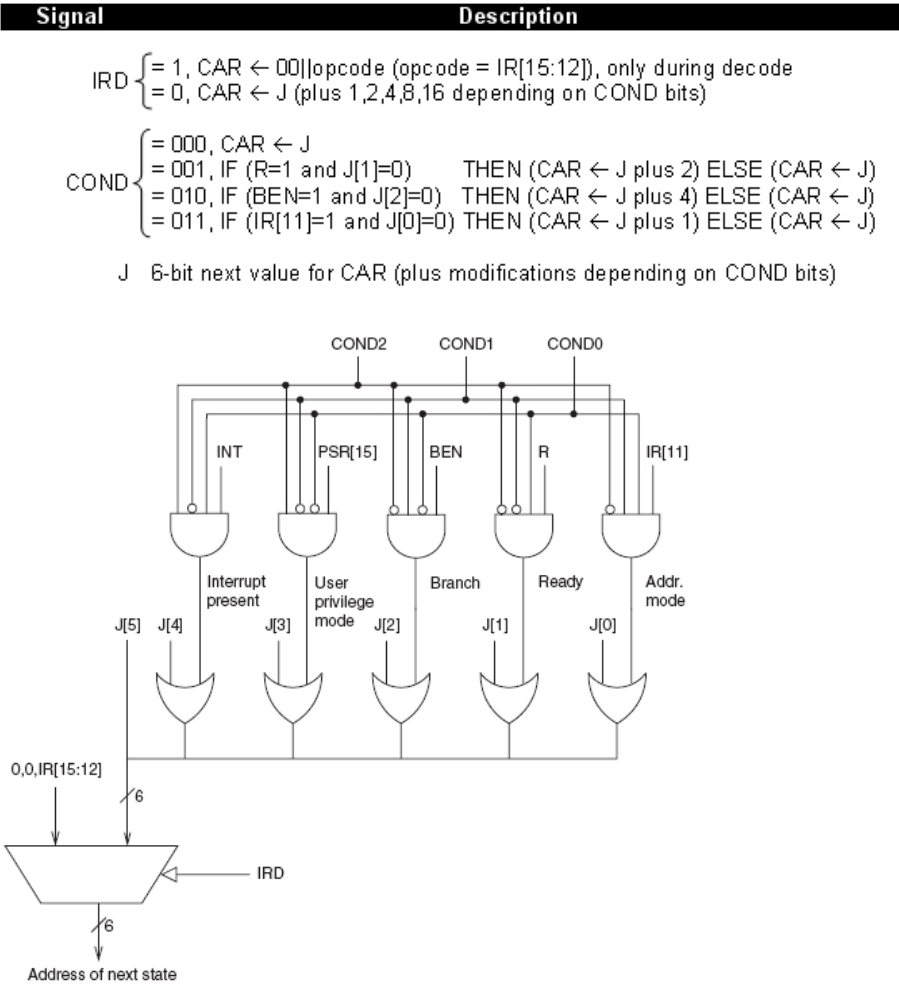 Signal Description
IRD = 1, CAR ← 00||opcode (opcode = IR[15:12]), only during decode
= 0, CAR ← J (plus 1,2,4,8,16 depending on COND bits)
= 000, CAR ← J
COND = 001, IF (R=1 and J[1]=0) THEN (CAR ← J plus 2) ELSE (CAR ← J)
= 010, IF (BEN=1 and J[2]=0) THEN (CAR ← J plus 4) ELSE (CAR ← J)
= 011, IF (IR[11]=1 and J[0]=0) THEN (CAR ← J plus 1) ELSE (CAR ← J)
J 6-bit next value for CAR (plus modifications depending on COND bits)
COND2 COND1 COND0
INT PSR[15] BEN R IR[11]
Interrupt present
User privilege mode
Branch
Ready
Addr. mode
J[5] J[4] J[3] J[2] J[1] J[0]
0,0,IR[15:12]
6
IRD
6
Address of next state